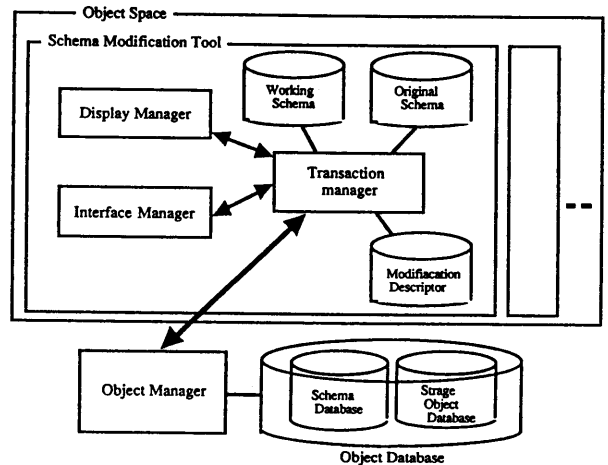 Object Space
Schema Modification Tool
Working
Schema
Original
Schema
Display Manager
Transaction
manager
Interface Manager
Modifiacation
Descriptor
Object Manager
Schema
Database
Strage
Object
Database
Object Database